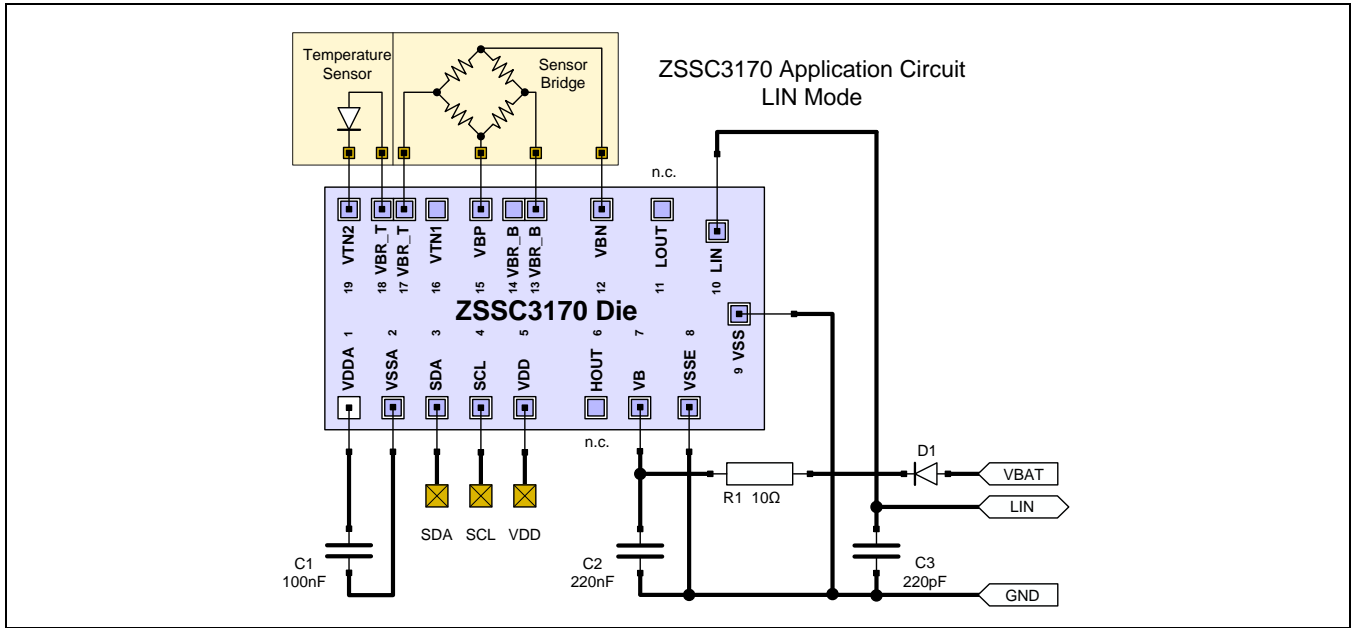 Temperature
Sensor
Sensor
Bridge
ZSSC3170 Application Circuit
LIN Mode
n.c.
VTN2
VBR_T
VBR_T
VTN1
VBP
VBR_B
VBR_B
VBN
LOUT
LIN
19
18
17
16
15
14
13
12
11
10
ZSSC3170 Die
1
2
3
4
5
6
7
8
9 VSS
VDDA
VSSA
SDA
SCL
VDD
HOUT
VB
VSSE
n.c.
D1
VBAT
R1 10Ω
LIN
SDA SCL VDD
C1
100nF
C2
220nF
C3
220pF
GND